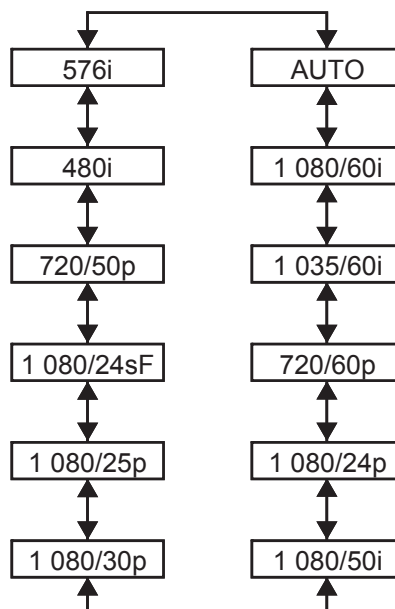 576i
480i
720/50p
1 080/24sF
1 080/25p
1 080/30p
AUTO
1 080/60i
1 035/60i
720/60p
1 080/24p
1 080/50i